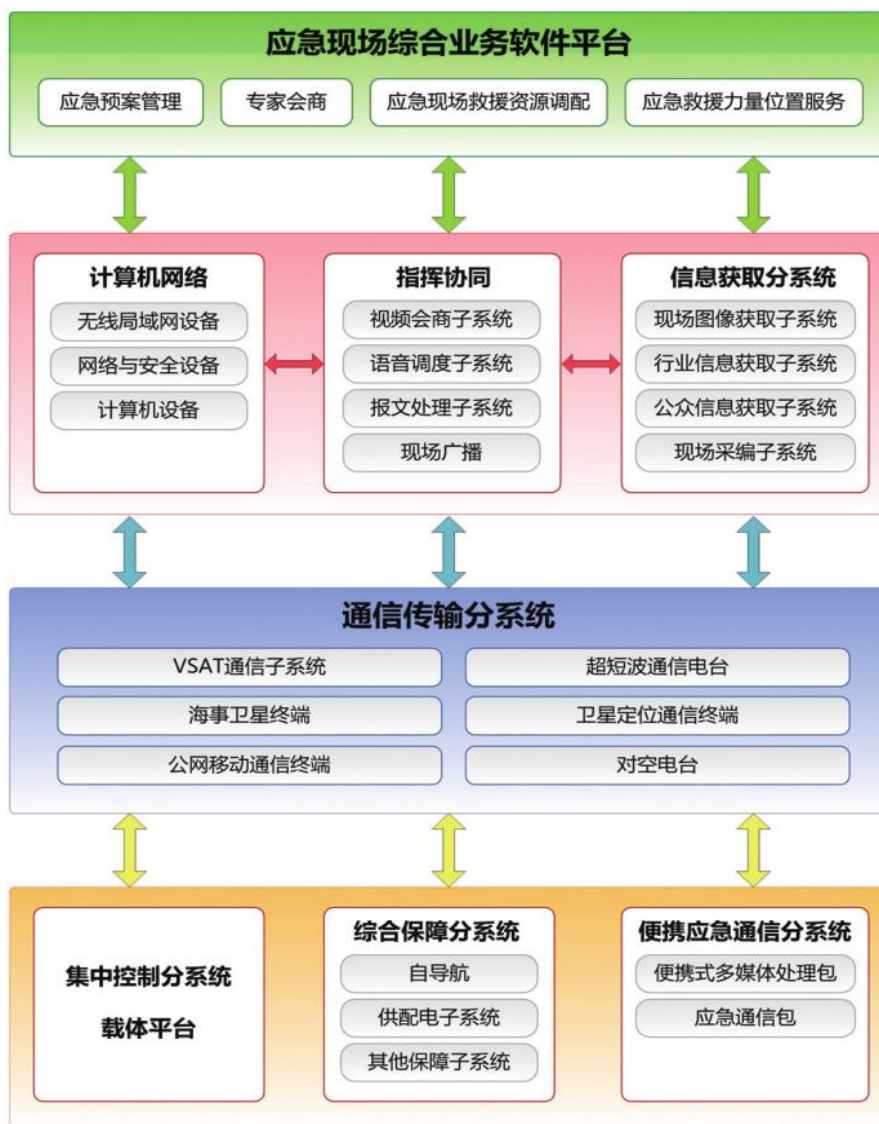 应急现场综合业务软件平台
应急预案管理
专家会商
应急现场救援资源调配
应急救援力量位置服务
计算机网络
无线局域网设备
网络与安全设备
计算机设备
指挥协同
视频会商子系统
语音调度子系统
报文处理子系统
现场广播
信息获取分系统
现场图像获取子系统
行业信息获取子系统
公众信息获取子系统
现场采编子系统
通信传输分系统
VSAT通信子系统
超短波通信电台
海事卫星终端
卫星定位通信终端
公网移动通信终端
对空电台
集中控制分系统
载体平台
综合保障分系统
自导航
供配电子系统
其他保障子系统
便携应急通信分系统
便携式多媒体处理包
应急通信包